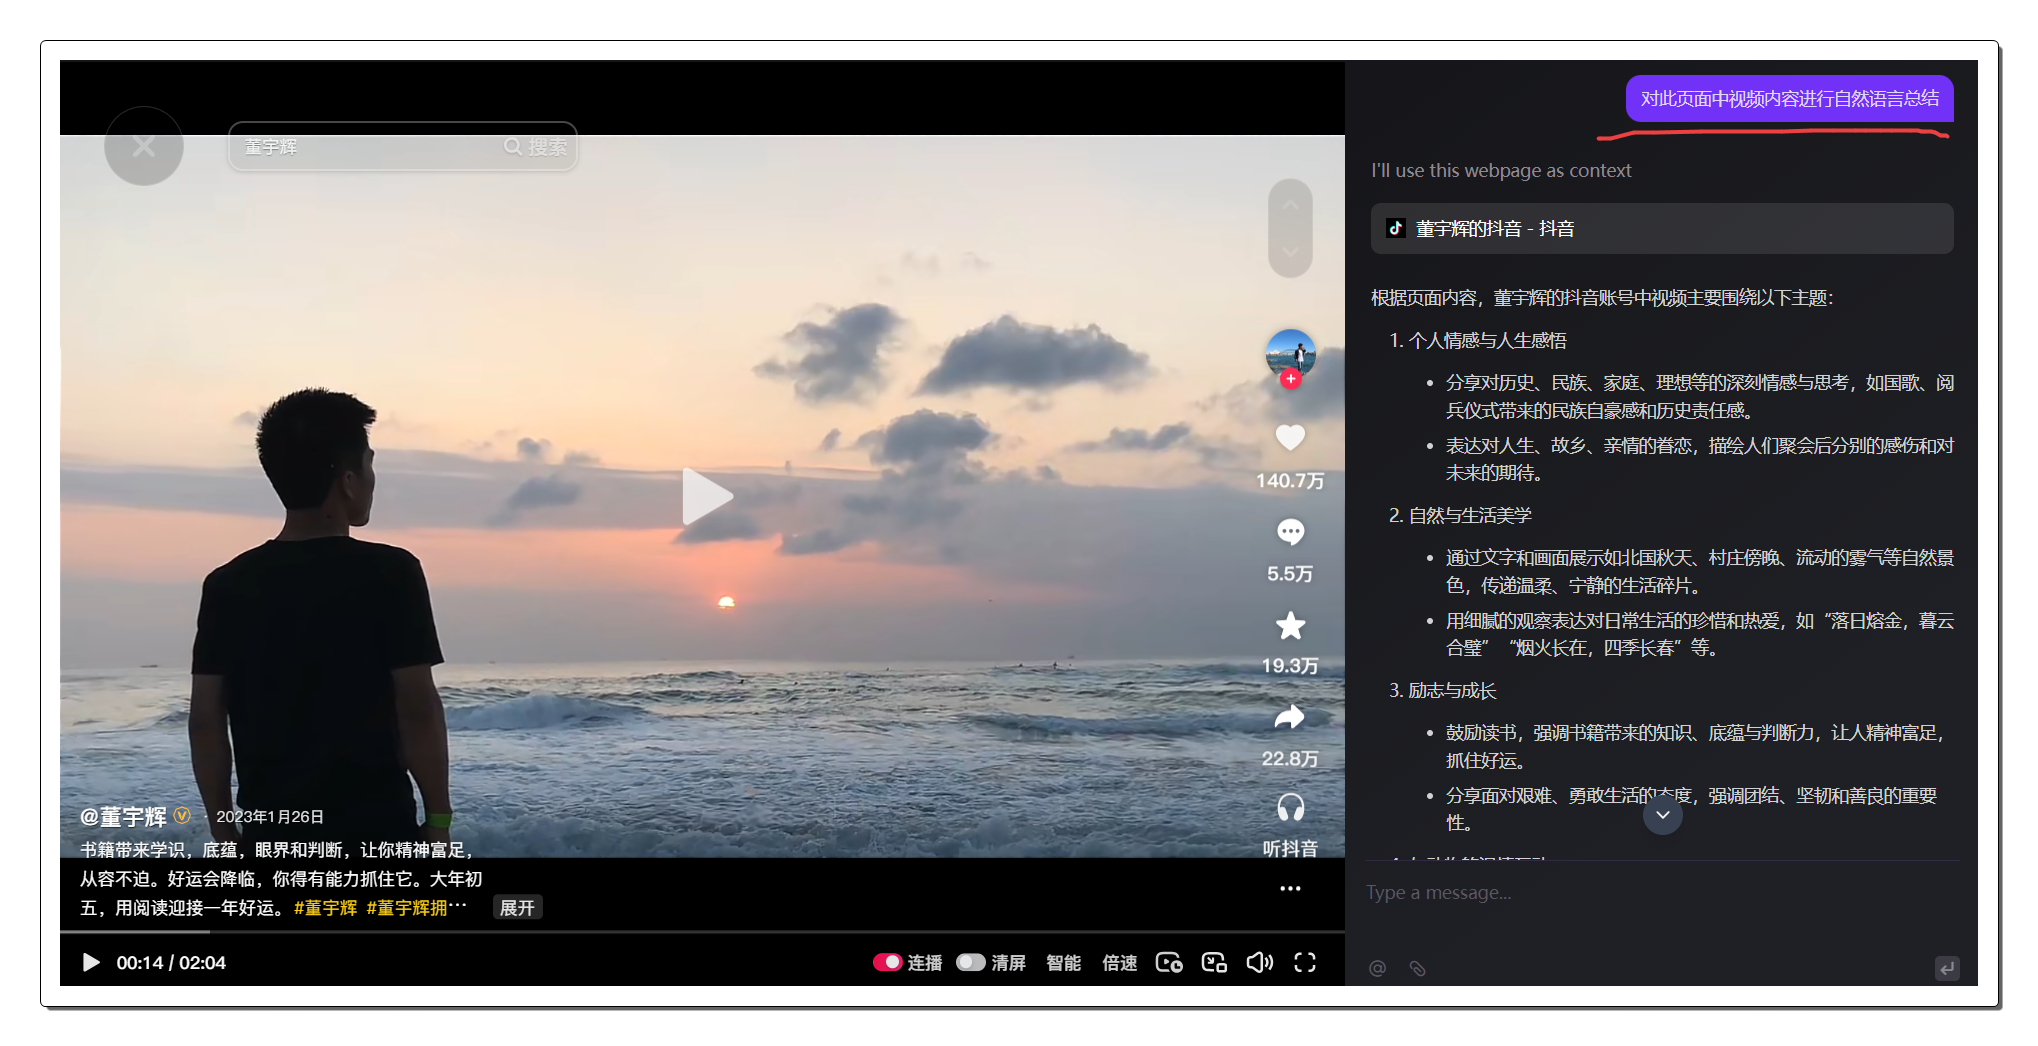 董宇辉
搜索
140.7万
5.5万
19.3万
22.8万
听抖音
@董宇辉 · 2023年1月26日
书籍带来学识，底蕴，眼界和判断，让你精神富足，
从容不迫。好运会降临，你得有能力抓住它。大年初
五，用阅读迎接一年好运。#董宇辉 #董宇辉拥… 展开
00:14 / 02:04
连播 清屏 智能 倍速
对此页面中视频内容进行自然语言总结
I'll use this webpage as context
董宇辉的抖音 - 抖音
根据页面内容，董宇辉的抖音账号中视频主要围绕以下主题：
1. 个人情感与人生感悟
• 分享对历史、民族、家庭、理想等的深刻情感与思考，如国歌、阅
兵仪式带来的民族自豪感和历史责任感。
• 表达对人生、故乡、亲情的眷恋，描绘人们聚会后分别的感伤和对
未来的期待。
2. 自然与生活美学
• 通过文字和画面展示如北国秋天、村庄傍晚、流动的雾气等自然景
色，传递温柔、宁静的生活碎片。
• 用细腻的观察表达对日常生活的珍惜和热爱，如“落日熔金，暮云
合璧”“烟火长在，四季长春”等。
3. 励志与成长
• 鼓励读书，强调书籍带来的知识、底蕴与判断力，让人精神富足，
抓住好运。
• 分享面对艰难、勇敢生活的态度，强调团结、坚韧和善良的重要
性。
Type a message...